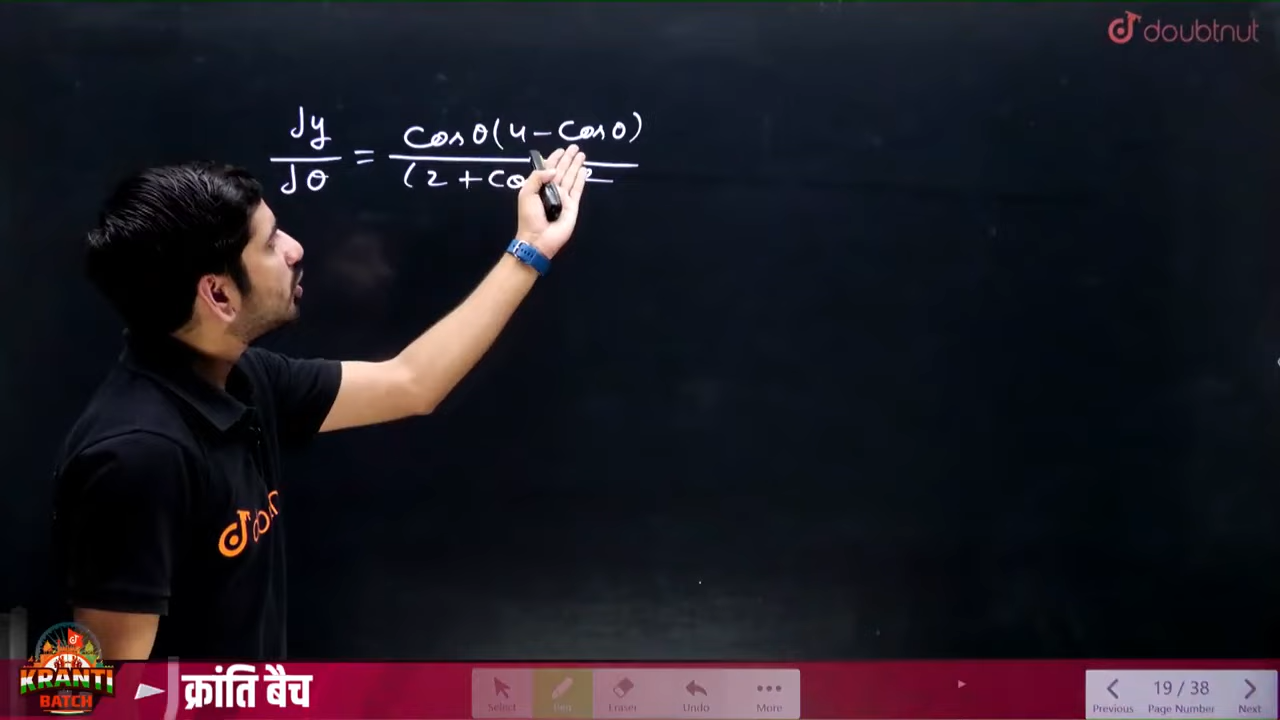 doubtnut
dy/dθ = cosθ(4-cosθ)/(2+co 2
KRANTI
BATCH
क्रांति बैच
Select
Pen
Eraser
Undo
More
19 / 38
Previous
Page Number
Next